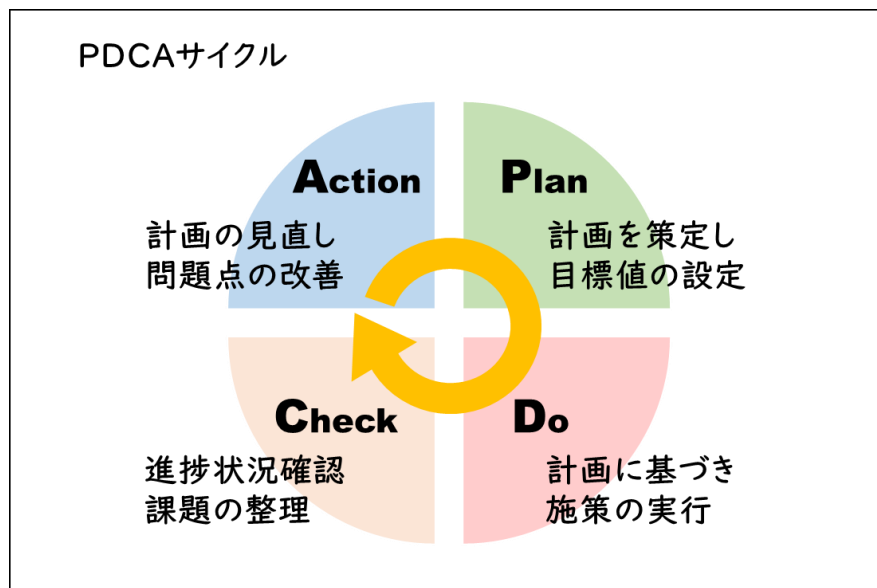 PDCAサイクル
Action
計画の見直し
問題点の改善
Plan
計画を策定し
目標値の設定
Check
進捗状況確認
課題の整理
Do
計画に基づき
施策の実行